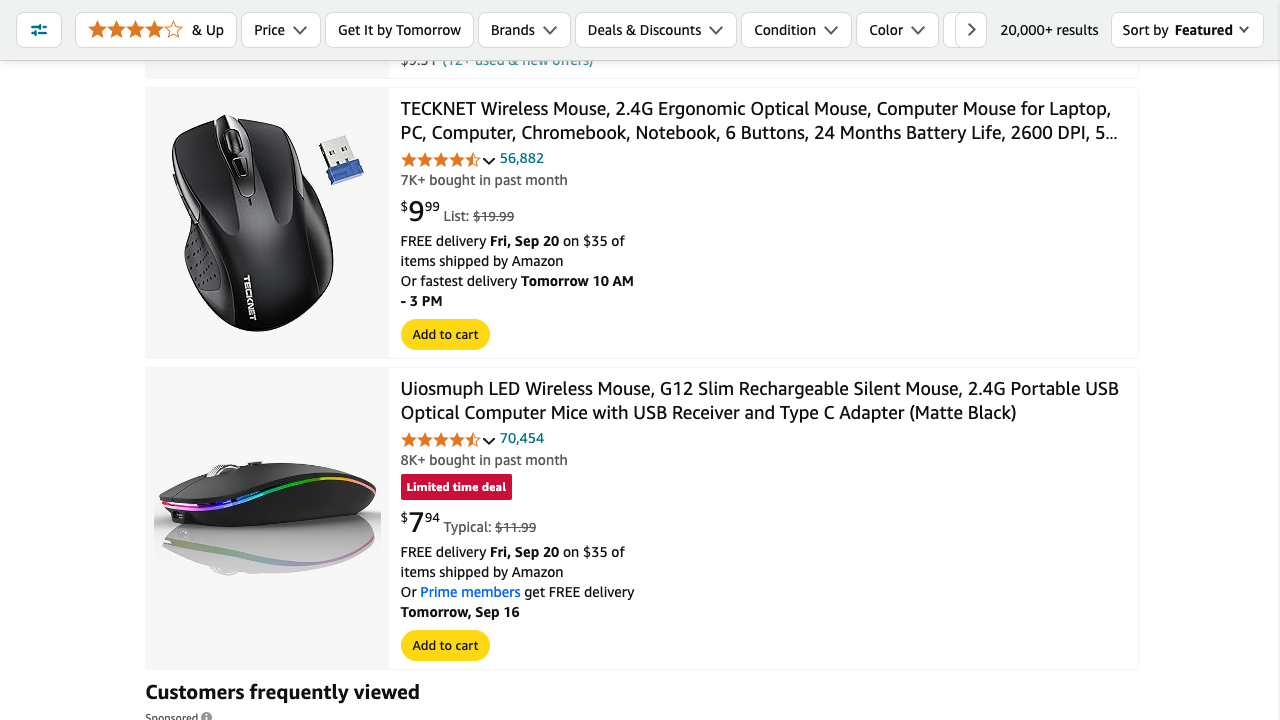 & Up
Price
Get It by Tomorrow
Brands
Deals & Discounts
Condition
Color
20,000+ results
Sort by Featured
$9.51 (12+ used & new offers)
TECKNET Wireless Mouse, 2.4G Ergonomic Optical Mouse, Computer Mouse for Laptop,
PC, Computer, Chromebook, Notebook, 6 Buttons, 24 Months Battery Life, 2600 DPI, 5...
56,882
7K+ bought in past month
$9.99 List: $19.99
FREE delivery Fri, Sep 20 on $35 of
items shipped by Amazon
Or fastest delivery Tomorrow 10 AM
- 3 PM
Add to cart
TECKNET
Uiosmuph LED Wireless Mouse, G12 Slim Rechargeable Silent Mouse, 2.4G Portable USB
Optical Computer Mice with USB Receiver and Type C Adapter (Matte Black)
70,454
8K+ bought in past month
Limited time deal
$7.94 Typical: $11.99
FREE delivery Fri, Sep 20 on $35 of
items shipped by Amazon
Or Prime members get FREE delivery
Tomorrow, Sep 16
Add to cart
Customers frequently viewed
Sponsored